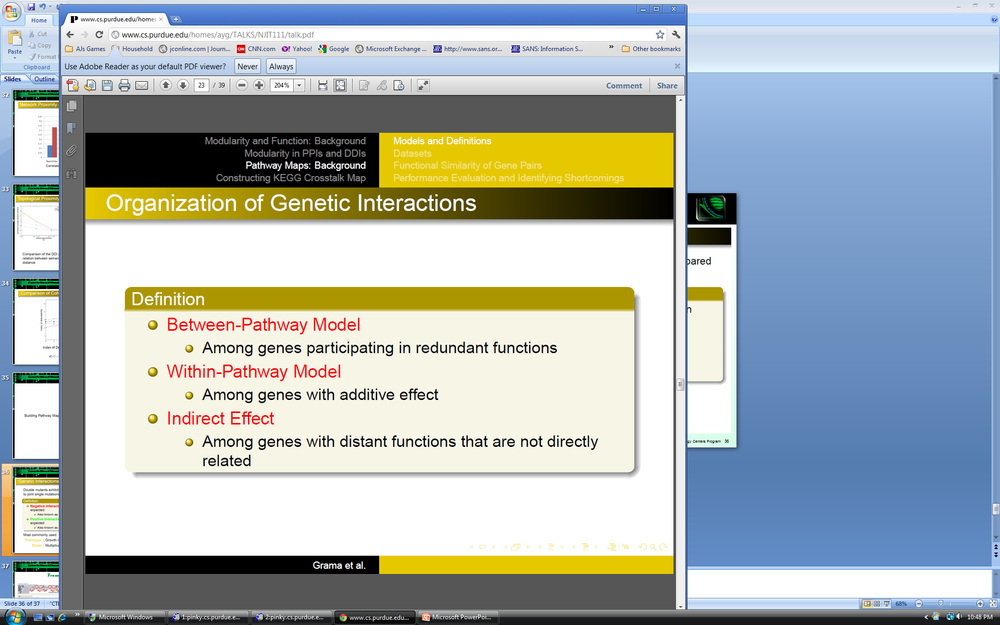 Home
Cut
Copy
Paste
Format
Clipboard
Slides
Outline
32
Network Proximity
Correlatio
33
Topological Proximity
Comparison of the DDI
relation between seman
distance
34
Comparison of Coh
Index of De
35
Building Pathway Map
36
Genetic Interactome
Double mutants exhibit
to joint single mutations
Definition
Negative Interacti
expected
Also known as
Positive Interactio
expected
Also known as
Most commonly used:
Phenotype : Growth r
Model : Multiplica
37
Slide 36 of 37
"CTI
www.cs.purdue.edu/homes
www.cs.purdue.edu/homes/ayg/TALKS/NJIT111/talk.pdf
AJs Games
Household
jconline.com | Journ...
CNN.com
Yahoo!
Google
Microsoft Exchange ...
http://www.sans.or...
SANS: Information S...
»
Other bookmarks
Use Adobe Reader as your default PDF viewer?
Never
Always
23 / 39
204%
Comment
Share
Modularity and Function: Background
Modularity in PPIs and DDIs
Pathway Maps: Background
Constructing KEGG Crosstalk Map
Models and Definitions
Datasets
Functional Similarity of Gene Pairs
Performance Evaluation and Identifying Shortcomings
Organization of Genetic Interactions
Definition
Between-Pathway Model
Among genes participating in redundant functions
Within-Pathway Model
Among genes with additive effect
Indirect Effect
Among genes with distant functions that are not directly
related
Grama et al.
pared
n
gy Centers Program 36
68%
Microsoft Windows
1:pinky.cs.purdue.e...
2:pinky.cs.purdue.e...
www.cs.purdue.edu...
Microsoft PowerPoi...
10:48 PM